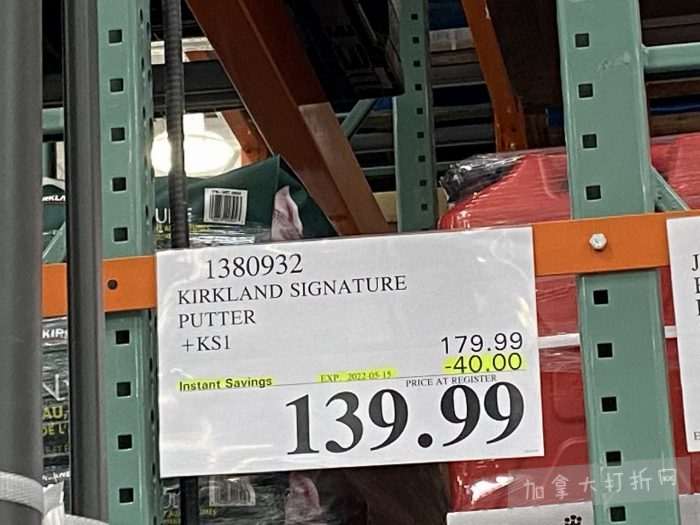 1380932
KIRKLAND SIGNATURE
PUTTER
+KS1
179.99
-40.00
Instant Savings EXP. 2022-05-15 PRICE AT REGISTER
139.99
加拿大打折网